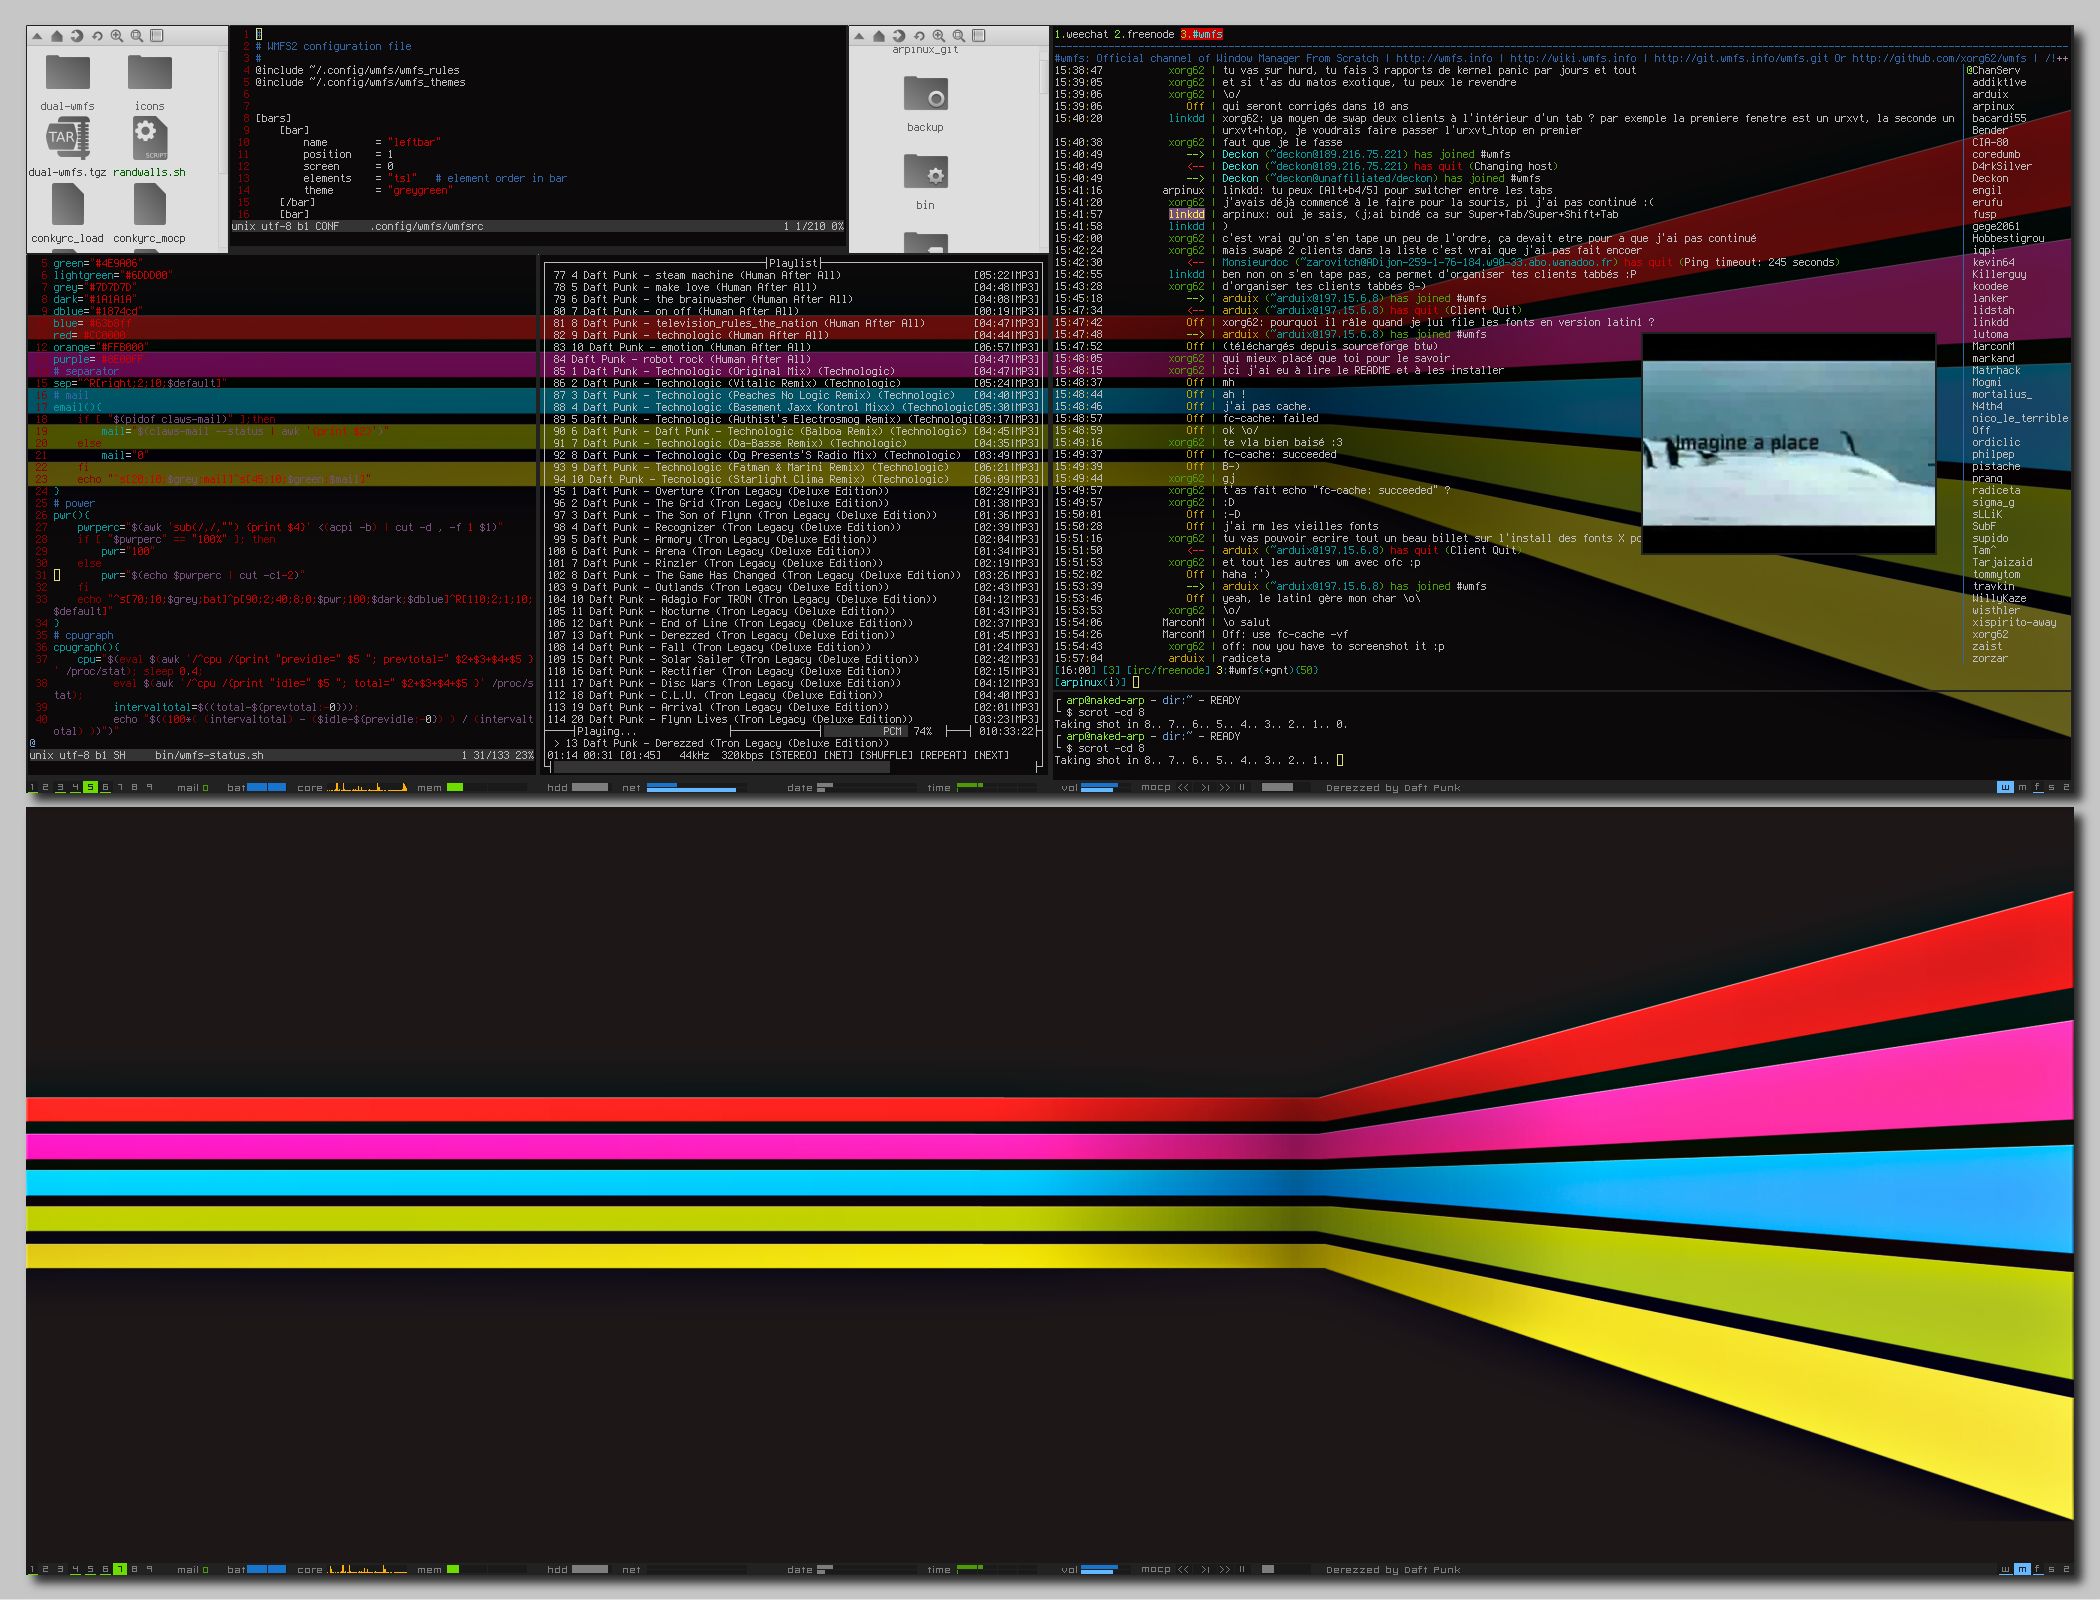 dual-wmfs
icons
dual-wmfs.tgz
randwalls.sh
conkyrc_load
conkyrc_mocp
1 #
2 # WMFS2 configuration file
3 #
4 @include ~/.config/wmfs/wmfs_rules
5 @include ~/.config/wmfs/wmfs_themes
6
7
8 [bars]
9 [bar]
10 name = "leftbar"
11 position = 1
12 screen = 0
13 elements = "tsl" # element order in bar
14 theme = "greygreen"
15 [/bar]
16 [bar]
unix utf-8 b1 CONF .config/wmfs/wmfsrc 1 1/210 0%
arpinux_git
backup
bin
5 green="#4E9A06"
6 lightgreen="#6DDD00"
7 grey="#7D7D7D"
8 dark="#1A1A1A"
9 dblue="#1874cd"
blue="#63b8ff"
red="#CC0000"
12 orange="#FFB000"
purple="#8E00FF"
# separator
15 sep="^R[right;2;10;$default]"
16 # mail
17 email(){
18 if [ "$(pidof claws-mail)" ];then
19 mail="$(claws-mail --status | awk '{print $2}')"
20 else
21 mail="0"
22 fi
23 echo "^s[20;10;$grey;mail]^s[45;10;$green;$mail]"
24 }
25 # power
26 pwr(){
27 pwrperc="$(awk 'sub(/,/,"") {print $4}' <(acpi -b) | cut -d , -f 1 $1)"
28 if [ "$pwrperc" == "100%" ]; then
29 pwr="100"
30 else
31 pwr="$(echo $pwrperc | cut -c1-2)"
32 fi
33 echo "^s[70;10;$grey;bat]^p[90;2;40;8;0;$pwr;100;$dark;$dblue]^R[110;2;1;10;
$default]"
34 }
35 # cpugraph
36 cpugraph(){
37 cpu="$(eval $(awk '/^cpu /{print "previdle=" $5 "; prevtotal=" $2+$3+$4+$5 }
' /proc/stat); sleep 0.4;
38 eval $(awk '/^cpu /{print "idle=" $5 "; total=" $2+$3+$4+$5 }' /proc/s
tat);
39 intervaltotal=$((total-${prevtotal:-0}));
40 echo "$((100*( (intervaltotal) - ($idle-${previdle:-0}) ) / (intervalt
otal) ))")"
@
unix utf-8 b1 SH bin/wmfs-status.sh 1 31/133 23%
Playlist
77 4 Daft Punk - steam machine (Human After All) [05:22|MP3]
78 5 Daft Punk - make love (Human After All) [04:48|MP3]
79 6 Daft Punk - the brainwasher (Human After All) [04:08|MP3]
80 7 Daft Punk - on off (Human After All) [00:19|MP3]
81 8 Daft Punk - television_rules_the_nation (Human After All) [04:47|MP3]
82 9 Daft Punk - technologic (Human After All) [04:44|MP3]
83 10 Daft Punk - emotion (Human After All) [06:57|MP3]
84 Daft Punk - robot rock (Human After All) [04:47|MP3]
85 1 Daft Punk - Technologic (Original Mix) (Technologic) [04:47|MP3]
86 2 Daft Punk - Technologic (Vitalic Remix) (Technologic) [05:24|MP3]
87 3 Daft Punk - Technologic (Peaches No Logic Remix) (Technologic) [04:40|MP3]
88 4 Daft Punk - Technologic (Basement Jaxx Kontrol Mixx) (Technologic[05:30|MP3]
89 5 Daft Punk - Technologic (Authist's Electrosmog Remix) (Technologi[03:17|MP3]
90 6 Daft Punk - Daft Punk - Technologic (Balboa Remix) (Technologic) [04:45|MP3]
91 7 Daft Punk - Technologic (Da-Basse Remix) (Technologic) [04:35|MP3]
92 8 Daft Punk - Technologic (Dg Presents'S Radio Mix) (Technologic) [03:49|MP3]
93 9 Daft Punk - Technologic (Fatman & Marini Remix) (Technologic) [06:21|MP3]
94 10 Daft Punk - Tecnologic (Starlight Clima Remix) (Technologic) [06:09|MP3]
95 1 Daft Punk - Overture (Tron Legacy (Deluxe Edition)) [02:29|MP3]
96 2 Daft Punk - The Grid (Tron Legacy (Deluxe Edition)) [01:38|MP3]
97 3 Daft Punk - The Son of Flynn (Tron Legacy (Deluxe Edition)) [01:36|MP3]
98 4 Daft Punk - Recognizer (Tron Legacy (Deluxe Edition)) [02:39|MP3]
99 5 Daft Punk - Armory (Tron Legacy (Deluxe Edition)) [02:04|MP3]
100 6 Daft Punk - Arena (Tron Legacy (Deluxe Edition)) [01:34|MP3]
101 7 Daft Punk - Rinzler (Tron Legacy (Deluxe Edition)) [02:19|MP3]
102 8 Daft Punk - The Game Has Changed (Tron Legacy (Deluxe Edition)) [03:26|MP3]
103 9 Daft Punk - Outlands (Tron Legacy (Deluxe Edition)) [02:43|MP3]
104 10 Daft Punk - Adagio For TRON (Tron Legacy (Deluxe Edition)) [04:12|MP3]
105 11 Daft Punk - Nocturne (Tron Legacy (Deluxe Edition)) [01:43|MP3]
106 12 Daft Punk - End of Line (Tron Legacy (Deluxe Edition)) [02:37|MP3]
107 13 Daft Punk - Derezzed (Tron Legacy (Deluxe Edition)) [01:45|MP3]
108 14 Daft Punk - Fall (Tron Legacy (Deluxe Edition)) [01:24|MP3]
109 15 Daft Punk - Solar Sailer (Tron Legacy (Deluxe Edition)) [02:42|MP3]
110 16 Daft Punk - Rectifier (Tron Legacy (Deluxe Edition)) [02:15|MP3]
111 17 Daft Punk - Disc Wars (Tron Legacy (Deluxe Edition)) [04:12|MP3]
112 18 Daft Punk - C.L.U. (Tron Legacy (Deluxe Edition)) [04:40|MP3]
113 19 Daft Punk - Arrival (Tron Legacy (Deluxe Edition)) [02:01|MP3]
114 20 Daft Punk - Flynn Lives (Tron Legacy (Deluxe Edition)) [03:23|MP3]
Playing... PCM 74% 010:33:22
> 13 Daft Punk - Derezzed (Tron Legacy (Deluxe Edition))
01:14 00:31 [01:45] 44kHz 320kbps [STEREO] [NET] [SHUFFLE] [REPEAT] [NEXT]
1.weechat 2.freenode 3.#wmfs
#wmfs: Official channel of Window Manager From Scratch | http://wmfs.info | http://wiki.wmfs.info | http://git.wmfs.info/wmfs.git Or http://github.com/xorg62/wmfs | /!++
15:38:47 xorg62 | tu vas sur hurd, tu fais 3 rapports de kernel panic par jours et tout
15:39:05 xorg62 | et si t'as du matos exotique, tu peux le revendre
15:39:06 xorg62 | \o/
15:39:06 Off | qui seront corrigés dans 10 ans
15:40:20 linkdd | xorg62: ya moyen de swap deux clients à l'intérieur d'un tab ? par exemple la premiere fenetre est un urxvt, la seconde un
urxvt+htop, je voudrais faire passer l'urxvt_htop en premier
15:40:38 xorg62 | faut que je le fasse
15:40:49 --> | Deckon (~deckon@189.216.75.221) has joined #wmfs
15:40:49 <-- | Deckon (~deckon@189.216.75.221) has quit (Changing host)
15:40:49 --> | Deckon (~deckon@unaffiliated/deckon) has joined #wmfs
15:41:16 arpinux | linkdd: tu peux [Alt+b4/5] pour switcher entre les tabs
15:41:20 xorg62 | j'avais déjà commencé à le faire pour la souris, pi j'ai pas continué :(
15:41:57 linkdd | arpinux: oui je sais, (j;ai bindé ca sur Super+Tab/Super+Shift+Tab
15:41:58 linkdd | )
15:42:00 xorg62 | c'est vrai qu'on s'en tape un peu de l'ordre, ça devait etre pour a que j'ai pas continué
15:42:24 xorg62 | mais swapé 2 clients dans la liste c'est vrai que j'ai pas fait encoer
15:42:30 <-- | Monsieurdoc (~zarovitch@ADijon-259-1-76-184.w90-33.abo.wanadoo.fr) has quit (Ping timeout: 245 seconds)
15:42:55 linkdd | ben non on s'en tape pas, ca permet d'organiser tes clients tabbés :P
15:43:28 xorg62 | d'organiser tes clients tabbés 8-)
15:45:18 --> | arduix (~arduix@197.15.6.8) has joined #wmfs
15:47:34 <-- | arduix (~arduix@197.15.6.8) has quit (Client Quit)
15:47:42 Off | xorg62: pourquoi il râle quand je lui file les fonts en version latin1 ?
15:47:48 --> | arduix (~arduix@197.15.6.8) has joined #wmfs
15:47:52 Off | (téléchargés depuis sourceforge btw)
15:48:05 xorg62 | qui mieux placé que toi pour le savoir
15:48:15 xorg62 | ici j'ai eu à lire le README et à les installer
15:48:37 Off | mh
15:48:44 Off | ah !
15:48:46 Off | j'ai pas cache.
15:48:57 Off | fc-cache: failed
15:48:59 Off | ok \o/
15:49:16 xorg62 | te vla bien baisé :3
15:49:37 Off | fc-cache: succeeded
15:49:39 Off | B-)
15:49:44 xorg62 | gj
15:49:57 xorg62 | t'as fait echo "fc-cache: succeeded" ?
15:49:57 xorg62 | :D
15:50:01 Off | :-D
15:50:28 Off | j'ai rm les vieilles fonts
15:51:16 xorg62 | tu vas pouvoir ecrire tout un beau billet sur l'install des fonts X po
15:51:50 <-- | arduix (~arduix@197.15.6.8) has quit (Client Quit)
15:51:53 xorg62 | et tout les autres wm avec ofc :p
15:52:02 Off | haha :')
15:53:39 --> | arduix (~arduix@197.15.6.8) has joined #wmfs
15:53:46 Off | yeah, le latin1 gère mon char \o\
15:53:53 xorg62 | \o/
15:54:06 MarconM | \o salut
15:54:26 MarconM | Off: use fc-cache -vf
15:54:43 xorg62 | off: now you have to screenshot it :p
15:57:04 arduix | radiceta
[16:00] [3] [irc/freenode] 3:#wmfs(+gnt){50}
[arpinux(i)]
@ChanServ
addikt1ve
arduix
arpinux
bacardi55
Bender
CIA-80
coredumb
D4rkSilver
Deckon
engil
erufu
fusp
gege2061
Hobbestigrou
iqpi
kevin64
Killerguy
koodee
lanker
lidstah
linkdd
lutoma
MarconM
markand
Matrhack
Mogmi
mortalius_
N4th4
nico_le_terrible
Off
ordiclic
philpep
pistache
pranq
radiceta
sigma_g
sLLiK
SubF
supido
Tam^
Tarjaizaid
tommytom
travkin
WillyKaze
wisthler
xispirito-away
xorg62
zaist
zorzar
Imagine a place
arp@naked-arp - dir:~ - READY
$ scrot -cd 8
Taking shot in 8.. 7.. 6.. 5.. 4.. 3.. 2.. 1.. 0.
arp@naked-arp - dir:~ - READY
$ scrot -cd 8
Taking shot in 8.. 7.. 6.. 5.. 4.. 3.. 2.. 1..
1 2 3 4 5 6 7 8 9 mail 0 bat core mem hdd net date time vol mocp << >| >> || Derezzed by Daft Punk w m f s 2
1 2 3 4 5 6 7 8 9 mail 0 bat core mem hdd net date time vol mocp << >| >> || Derezzed by Daft Punk w m f s 2